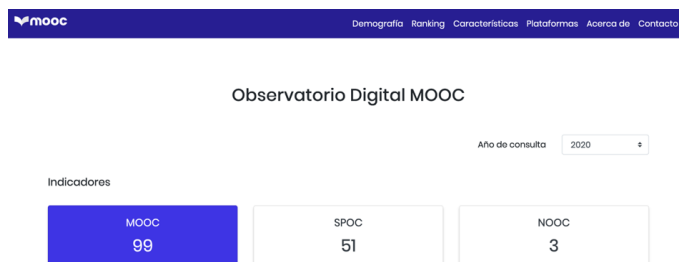 mooc Demografía Ranking Características Plataformas Acerca de Contacto
Observatorio Digital MOOC
Año de consulta 2020
Indicadores
MOOC SPOC NOOC
99 51 3